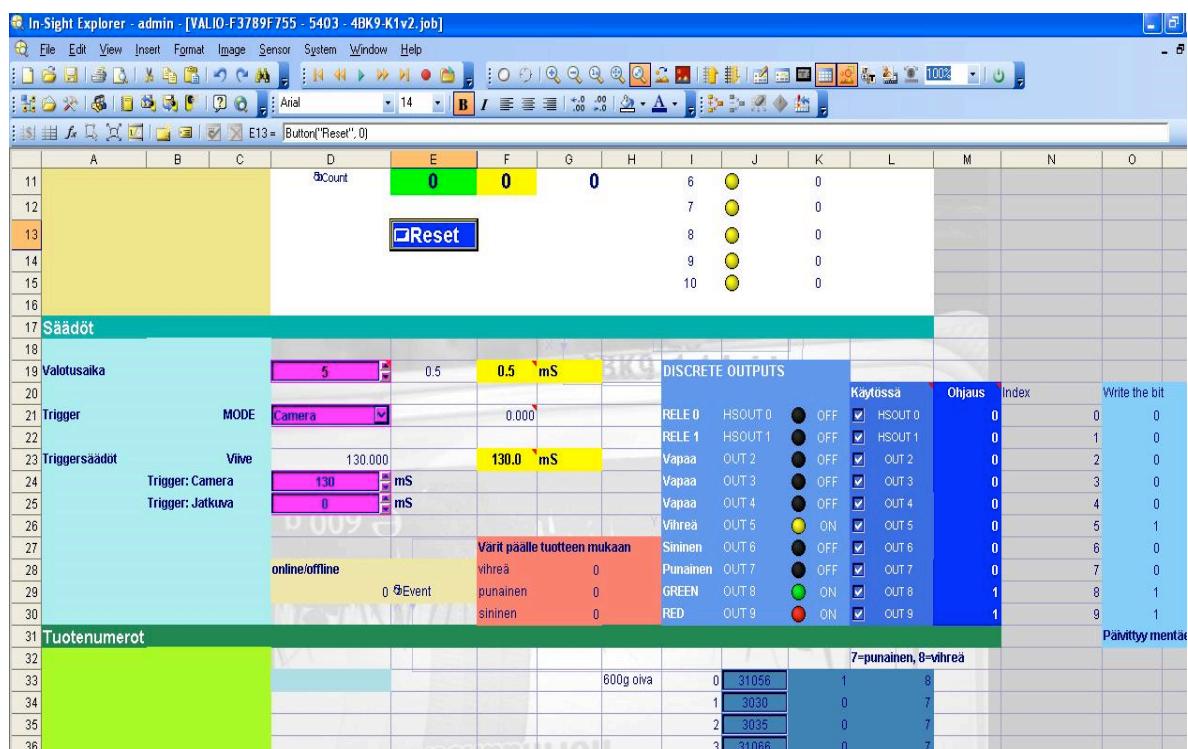 In-Sight Explorer - admin - [VALIO-F3789F755 - 5403 - 4BK9-K1v2.job]
File Edit View Insert Format Image Sensor System Window Help
100%
Arial 14 B I
E13 = Button("Reset", 0)
A B C D E F G H I J K L M N O
11 Count 0 0 0 6 0
12 7 0
13 Reset 8 0
14 9 0
15 10 0
16
17 Säädöt
18
19 Valotusaika 5 0.5 0.5 mS DISCRETE OUTPUTS
20 Käytössä Ohjaus Index Write the bit
21 Trigger MODE Camera 0.000 RELE 0 HSOUT 0 OFF HSOUT 0 0 0 0
22 RELE 1 HSOUT 1 OFF HSOUT 1 0 1 0
23 Triggersäädöt Viive 130.000 130.0 mS Vapaa OUT 2 OFF OUT 2 0 2 0
24 Trigger: Camera 130 mS Vapaa OUT 3 OFF OUT 3 0 3 0
25 Trigger: Jatkuva 0 mS Vapaa OUT 4 OFF OUT 4 0 4 0
26 Vihreä OUT 5 ON OUT 5 0 5 1
27 Värit päälle tuotteen mukaan Sininen OUT 6 OFF OUT 6 0 6 0
28 online/offline vihreä 0 Punainen OUT 7 OFF OUT 7 0 7 0
29 0 Event punainen 0 GREEN OUT 8 ON OUT 8 1 8 1
30 sininen 0 RED OUT 9 ON OUT 9 1 9 1
31 Tuotenumerot Päivittyy mentäe
32 7=punainen, 8=vihreä
33 600g oiva 0 31056 1 8
34 1 3030 0 7
35 2 3035 0 7
36 3 31066 0 7